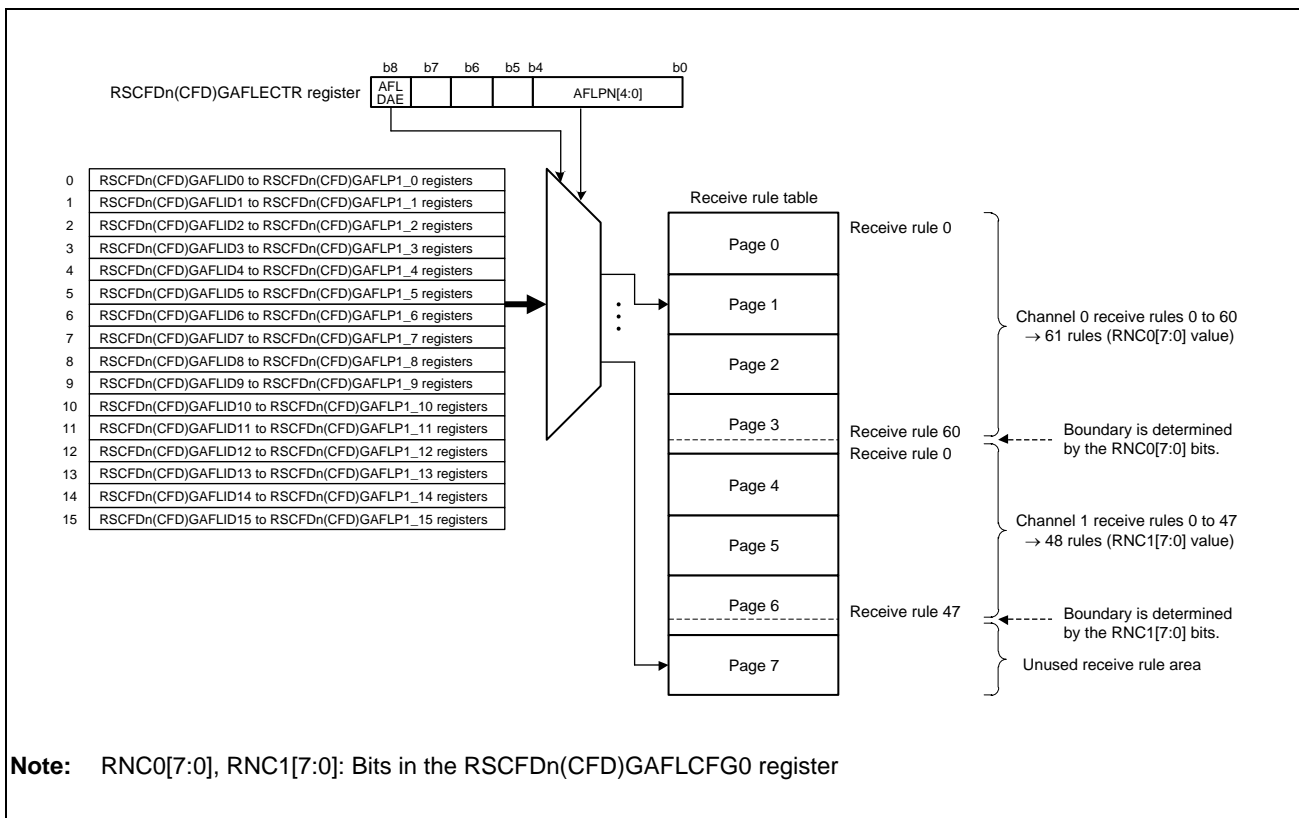 b8 b7 b6 b5 b4 b0
RSCFDn(CFD)GAFLECTR register
AFL
DAE
AFLPN[4:0]
0 RSCFDn(CFD)GAFLID0 to RSCFDn(CFD)GAFLP1_0 registers
1 RSCFDn(CFD)GAFLID1 to RSCFDn(CFD)GAFLP1_1 registers
2 RSCFDn(CFD)GAFLID2 to RSCFDn(CFD)GAFLP1_2 registers
3 RSCFDn(CFD)GAFLID3 to RSCFDn(CFD)GAFLP1_3 registers
4 RSCFDn(CFD)GAFLID4 to RSCFDn(CFD)GAFLP1_4 registers
5 RSCFDn(CFD)GAFLID5 to RSCFDn(CFD)GAFLP1_5 registers
6 RSCFDn(CFD)GAFLID6 to RSCFDn(CFD)GAFLP1_6 registers
7 RSCFDn(CFD)GAFLID7 to RSCFDn(CFD)GAFLP1_7 registers
8 RSCFDn(CFD)GAFLID8 to RSCFDn(CFD)GAFLP1_8 registers
9 RSCFDn(CFD)GAFLID9 to RSCFDn(CFD)GAFLP1_9 registers
10 RSCFDn(CFD)GAFLID10 to RSCFDn(CFD)GAFLP1_10 registers
11 RSCFDn(CFD)GAFLID11 to RSCFDn(CFD)GAFLP1_11 registers
12 RSCFDn(CFD)GAFLID12 to RSCFDn(CFD)GAFLP1_12 registers
13 RSCFDn(CFD)GAFLID13 to RSCFDn(CFD)GAFLP1_13 registers
14 RSCFDn(CFD)GAFLID14 to RSCFDn(CFD)GAFLP1_14 registers
15 RSCFDn(CFD)GAFLID15 to RSCFDn(CFD)GAFLP1_15 registers
Receive rule table
Page 0
Page 1
Page 2
Page 3
Page 4
Page 5
Page 6
Page 7
Receive rule 0
Receive rule 60
Receive rule 0
Receive rule 47
Channel 0 receive rules 0 to 60
→ 61 rules (RNC0[7:0] value)
Boundary is determined
by the RNC0[7:0] bits.
Channel 1 receive rules 0 to 47
→ 48 rules (RNC1[7:0] value)
Boundary is determined
by the RNC1[7:0] bits.
Unused receive rule area
Note: RNC0[7:0], RNC1[7:0]: Bits in the RSCFDn(CFD)GAFLCFG0 register